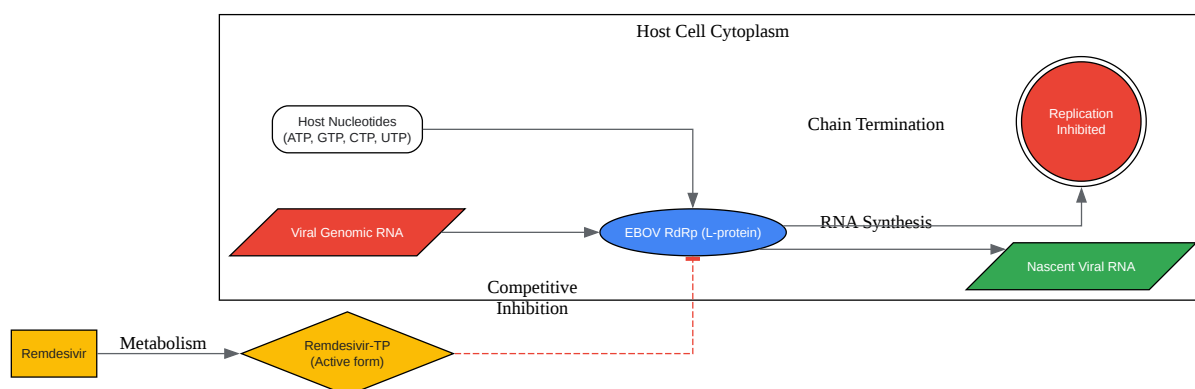 Host Cell Cytoplasm
Host Nucleotides
(ATP, GTP, CTP, UTP)
Chain Termination
Replication
Inhibited
Viral Genomic RNA
EBOV RdRp (L-protein)
RNA Synthesis
Nascent Viral RNA
Competitive
Inhibition
Remdesivir
Metabolism
Remdesivir-TP
(Active form)